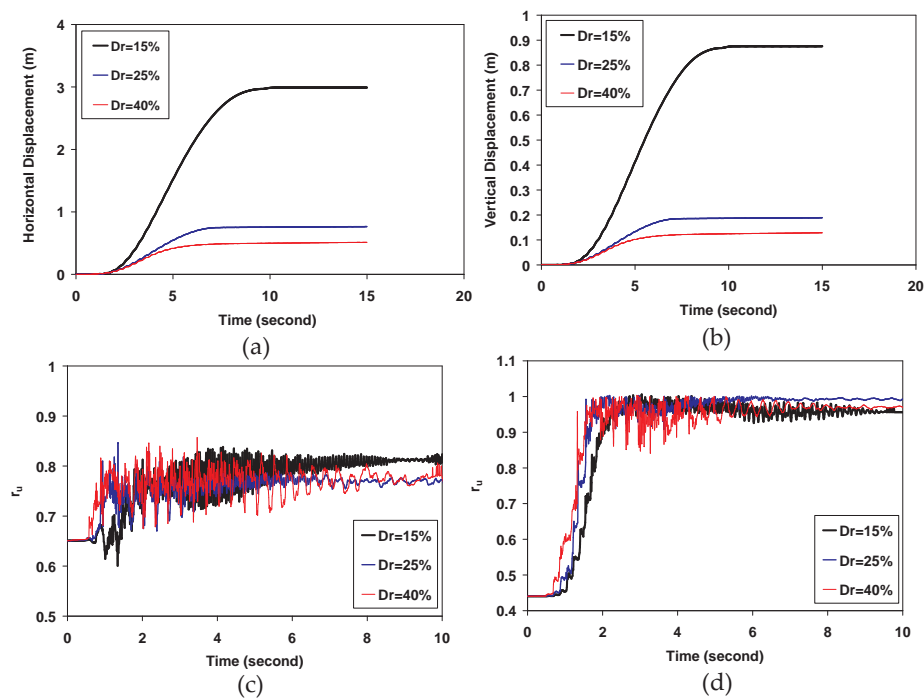 4
3
2
1
0
Horizontal Displacement (m)
Dr=15%
Dr=25%
Dr=40%
0 5 10 15 20
Time (second)
(a)
1
0.9
0.8
0.7
0.6
0.5
0.4
0.3
0.2
0.1
0
Vertical Displacement (m)
Dr=15%
Dr=25%
Dr=40%
0 5 10 15 20
Time (second)
(b)
1
0.9
0.8
0.7
0.6
0.5
ru
Dr=15%
Dr=25%
Dr=40%
0 2 4 6 8 10
Time (second)
(c)
1.1
1
0.9
0.8
0.7
0.6
0.5
0.4
ru
Dr=15%
Dr=25%
Dr=40%
0 2 4 6 8 10
Time (second)
(d)